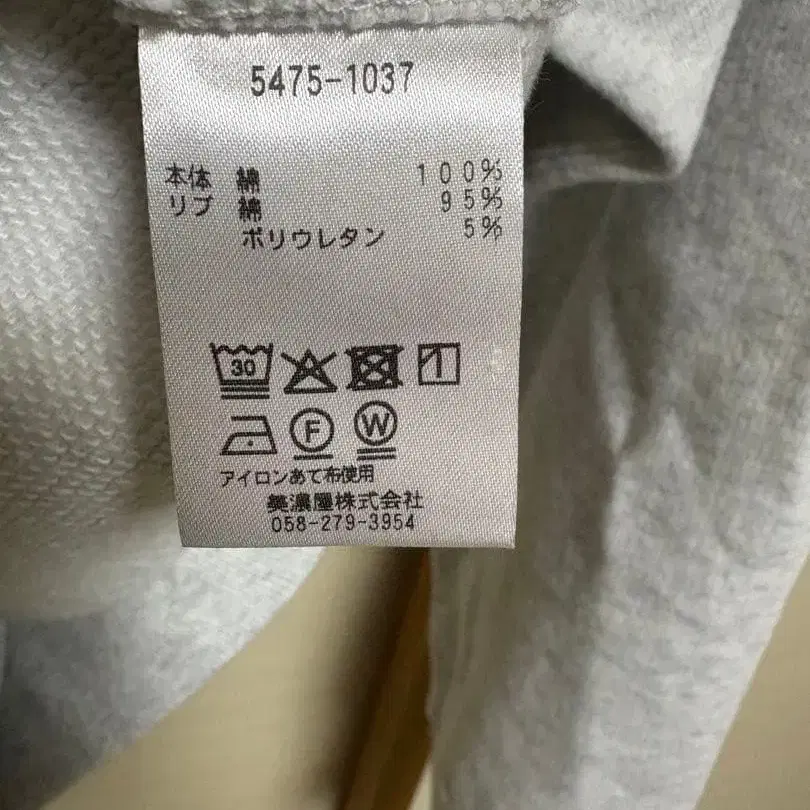 5475-1037
本体 綿 100%
リブ 綿 95%
ポリウレタン 5%
30
F W
アイロンあて布使用
美濃屋株式会社
058-279-3954